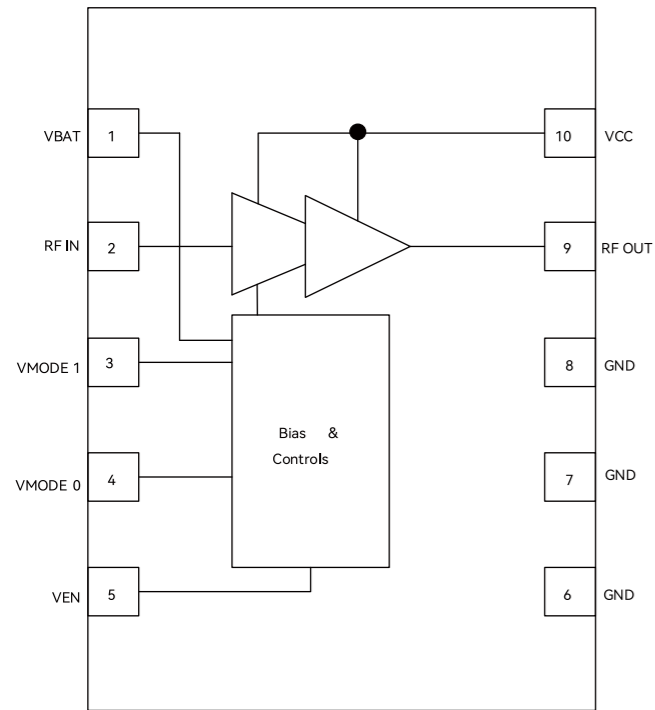 VBAT 1
10 VCC
RF IN 2
9 RF OUT
VMODE 1 3
8 GND
Bias &
Controls
VMODE 0 4
7 GND
VEN 5
6 GND